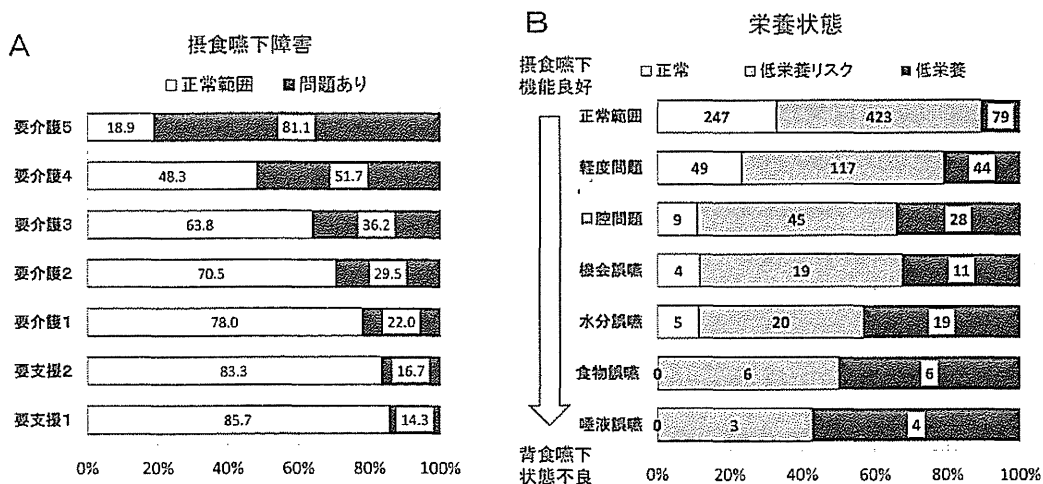 A
摂食嚥下障害
□正常範囲 ■問題あり
要介護5 18.9 81.1
要介護4 48.3 51.7
要介護3 63.8 36.2
要介護2 70.5 29.5
要介護1 78.0 22.0
要支援2 83.3 16.7
要支援1 85.7 14.3
0% 20% 40% 60% 80% 100%
B
栄養状態
摂食嚥下
機能良好
□正常 □低栄養リスク ■低栄養
正常範囲 247 423 79
軽度問題 49 117 44
口腔問題 9 45 28
機会誤嚥 4 19 11
水分誤嚥 5 20 19
食物誤嚥 0 6 6
唾液誤嚥 0 3 4
背食嚥下
状態不良
0% 20% 40% 60% 80% 100%